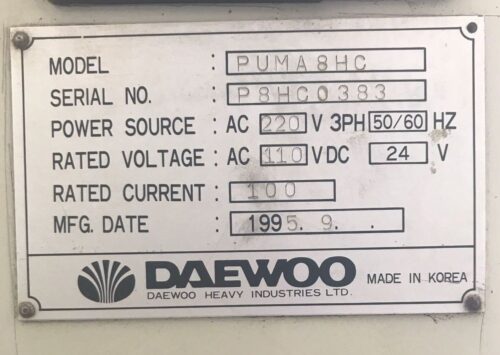 MODEL : PUMA8HC
SERIAL NO. : P8HC0383
POWER SOURCE : AC 220 V 3PH 50/60 HZ
RATED VOLTAGE : AC 110 V DC 24 V
RATED CURRENT : 100
MFG. DATE : 1995. 9. .
DAEWOO MADE IN KOREA
DAEWOO HEAVY INDUSTRIES LTD.